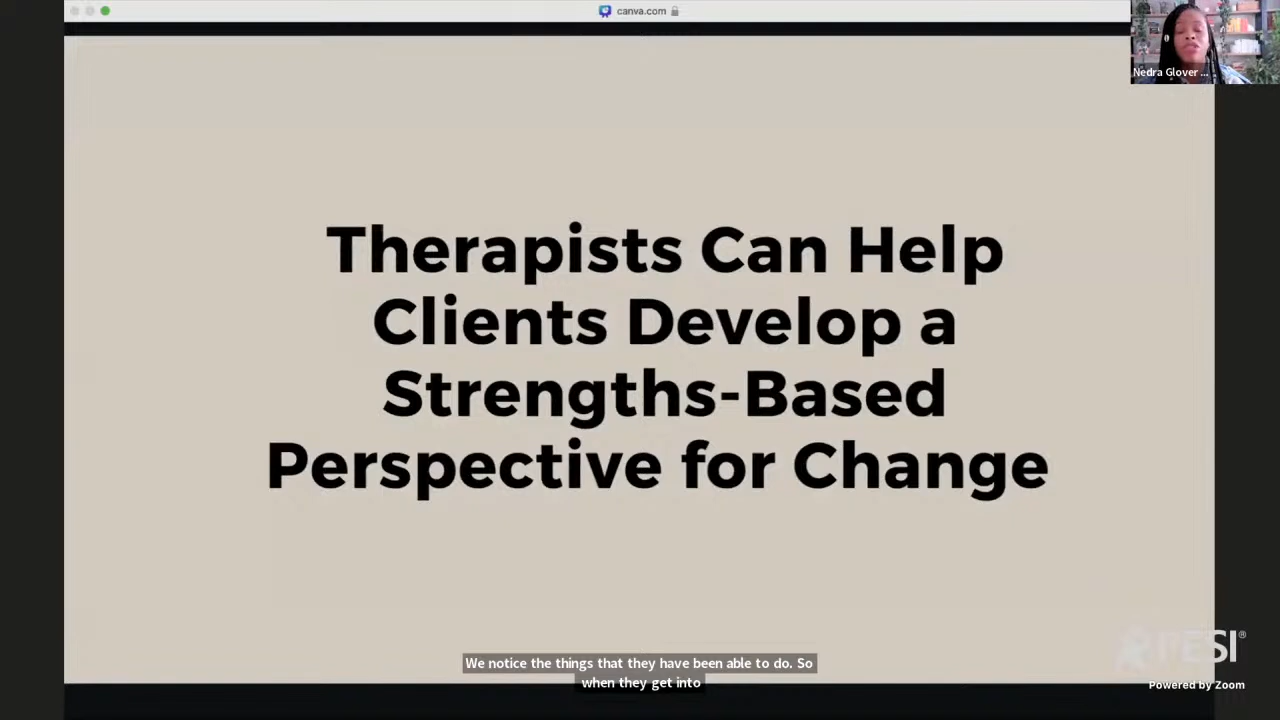 canva.com
Nedra Glover ...
Therapists Can Help
Clients Develop a
Strengths-Based
Perspective for Change
We notice the things that they have been able to do. So
when they get into
PESI®
Powered by Zoom